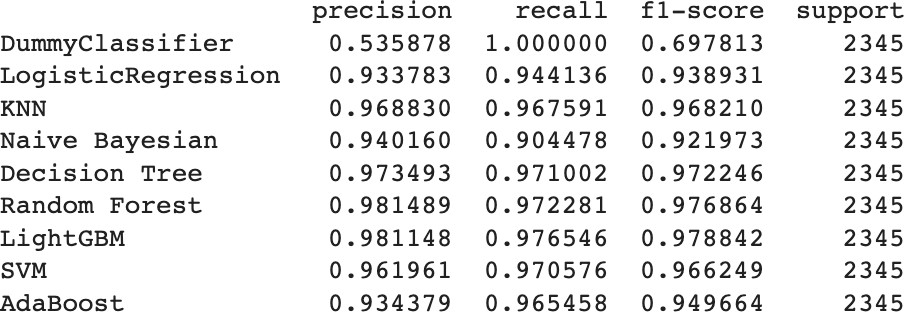 precision recall f1-score support
DummyClassifier 0.535878 1.000000 0.697813 2345
LogisticRegression 0.933783 0.944136 0.938931 2345
KNN 0.968830 0.967591 0.968210 2345
Naive Bayesian 0.940160 0.904478 0.921973 2345
Decision Tree 0.973493 0.971002 0.972246 2345
Random Forest 0.981489 0.972281 0.976864 2345
LightGBM 0.981148 0.976546 0.978842 2345
SVM 0.961961 0.970576 0.966249 2345
AdaBoost 0.934379 0.965458 0.949664 2345